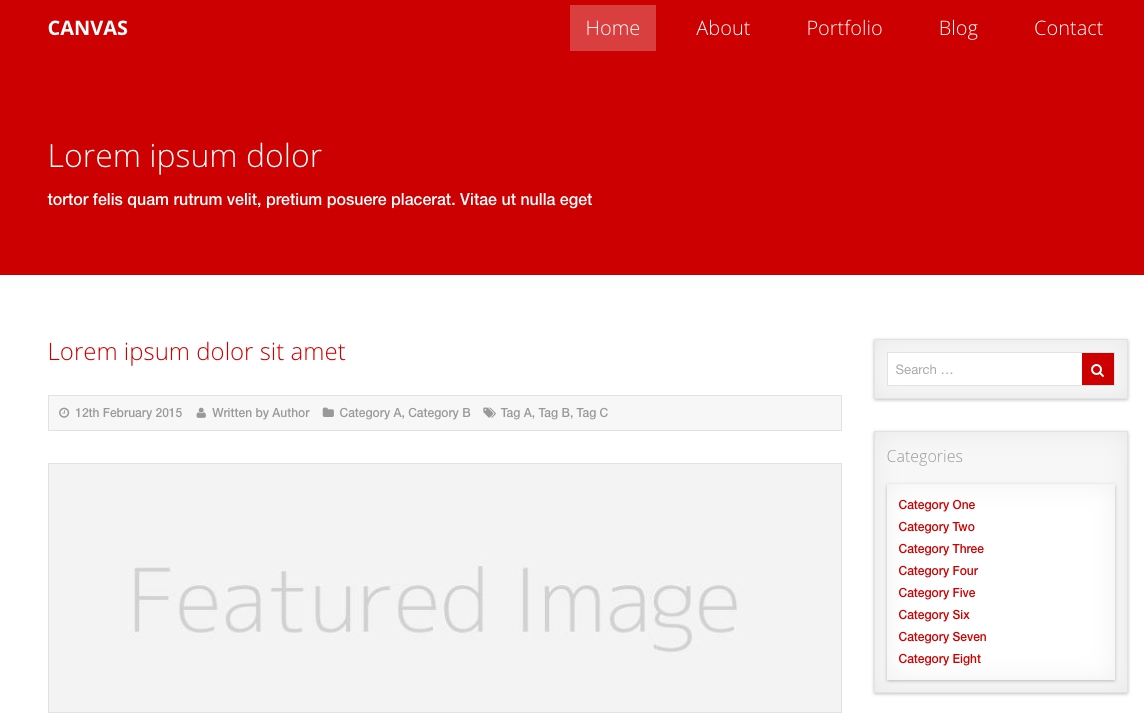 CANVAS
Home About Portfolio Blog Contact
Lorem ipsum dolor
tortor felis quam rutrum velit, pretium posuere placerat. Vitae ut nulla eget
Lorem ipsum dolor sit amet
12th February 2015 Written by Author Category A, Category B Tag A, Tag B, Tag C
Featured Image
Search ...
Categories
Category One
Category Two
Category Three
Category Four
Category Five
Category Six
Category Seven
Category Eight